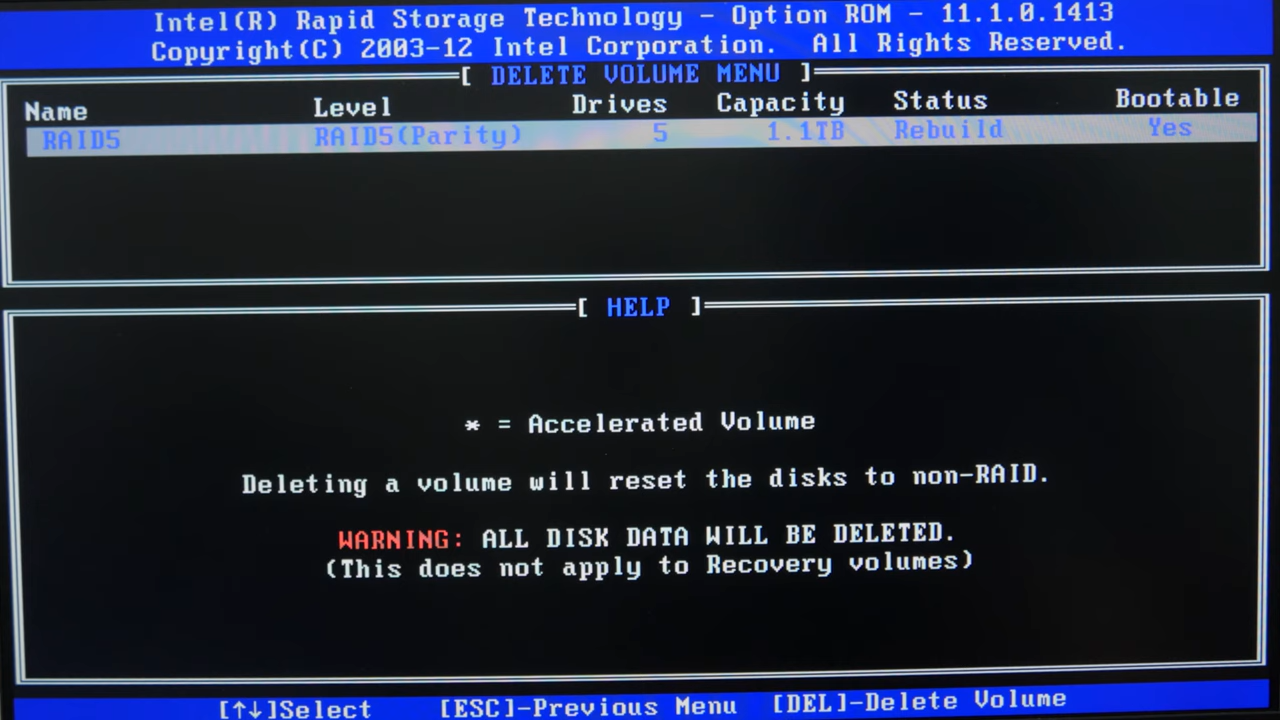 Intel(R) Rapid Storage Technology - Option ROM - 11.1.0.1413
Copyright(C) 2003-12 Intel Corporation. All Rights Reserved.
[ DELETE VOLUME MENU ]
Name Level Drives Capacity Status Bootable
RAID5 RAID5(Parity) 5 1.1TB Rebuild Yes
[ HELP ]
* = Accelerated Volume
Deleting a volume will reset the disks to non-RAID.
WARNING: ALL DISK DATA WILL BE DELETED.
(This does not apply to Recovery volumes)
[↑↓]Select [ESC]-Previous Menu [DEL]-Delete Volume